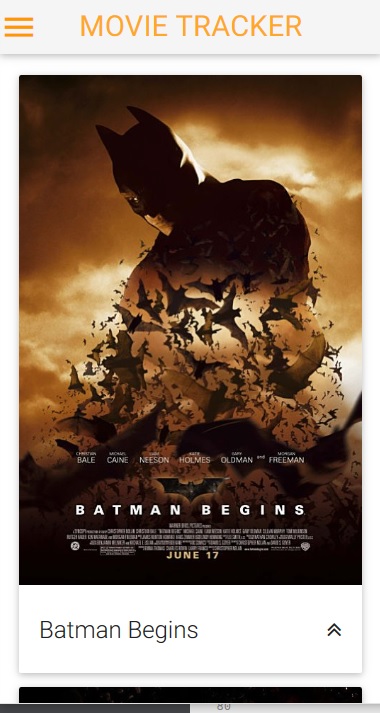 MOVIE TRACKER
CHRISTIAN BALE MICHAEL CAINE LIAM NEESON KATIE HOLMES GARY OLDMAN and MORGAN FREEMAN
BATMAN BEGINS
JUNE 17
Batman Begins
80